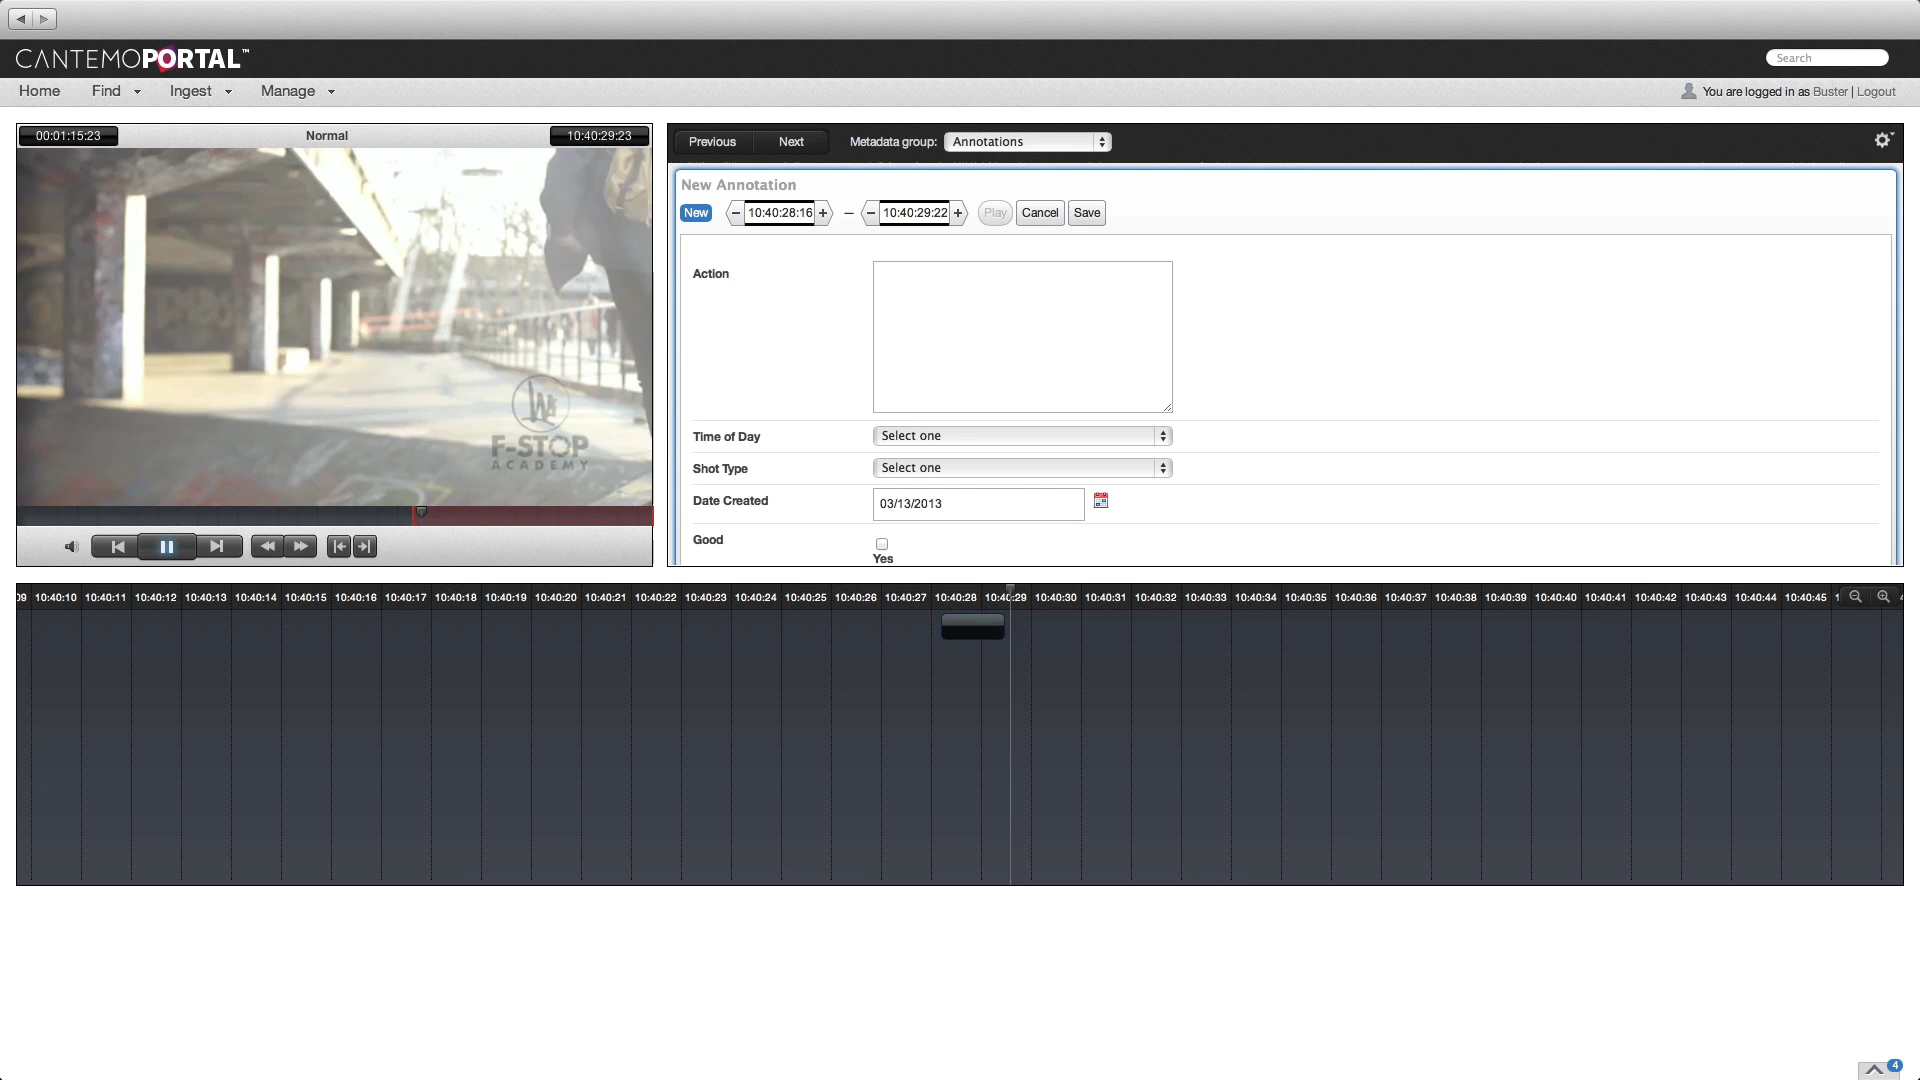 CANTEMOPORTAL™
Search
Home Find Ingest Manage
You are logged in as Buster | Logout
00:01:15:23 Normal 10:40:29:23
Previous Next Metadata group: Annotations
New Annotation
New − 10:40:28:16 + — − 10:40:29:22 + Play Cancel Save
Action
Time of Day Select one
Shot Type Select one
Date Created 03/13/2013
Good
Yes
F-STOP
ACADEMY
09 10:40:10 10:40:11 10:40:12 10:40:13 10:40:14 10:40:15 10:40:16 10:40:17 10:40:18 10:40:19 10:40:20 10:40:21 10:40:22 10:40:23 10:40:24 10:40:25 10:40:26 10:40:27 10:40:28 10:40:29 10:40:30 10:40:31 10:40:32 10:40:33 10:40:34 10:40:35 10:40:36 10:40:37 10:40:38 10:40:39 10:40:40 10:40:41 10:40:42 10:40:43 10:40:44 10:40:45
4